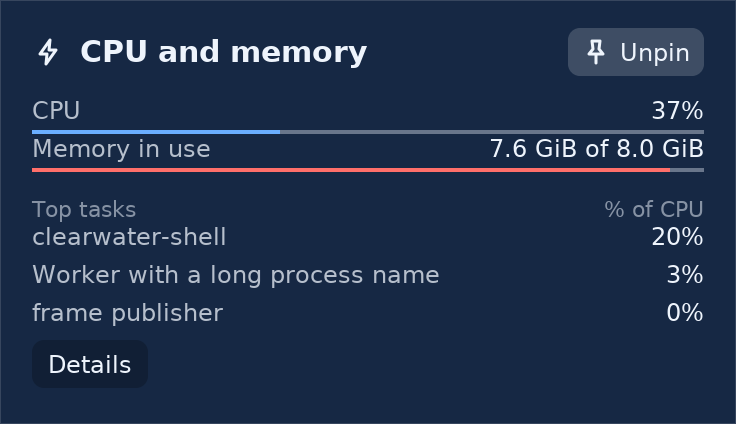 CPU and memory
Unpin
CPU 37%
Memory in use 7.6 GiB of 8.0 GiB
Top tasks % of CPU
clearwater-shell 20%
Worker with a long process name 3%
frame publisher 0%
Details